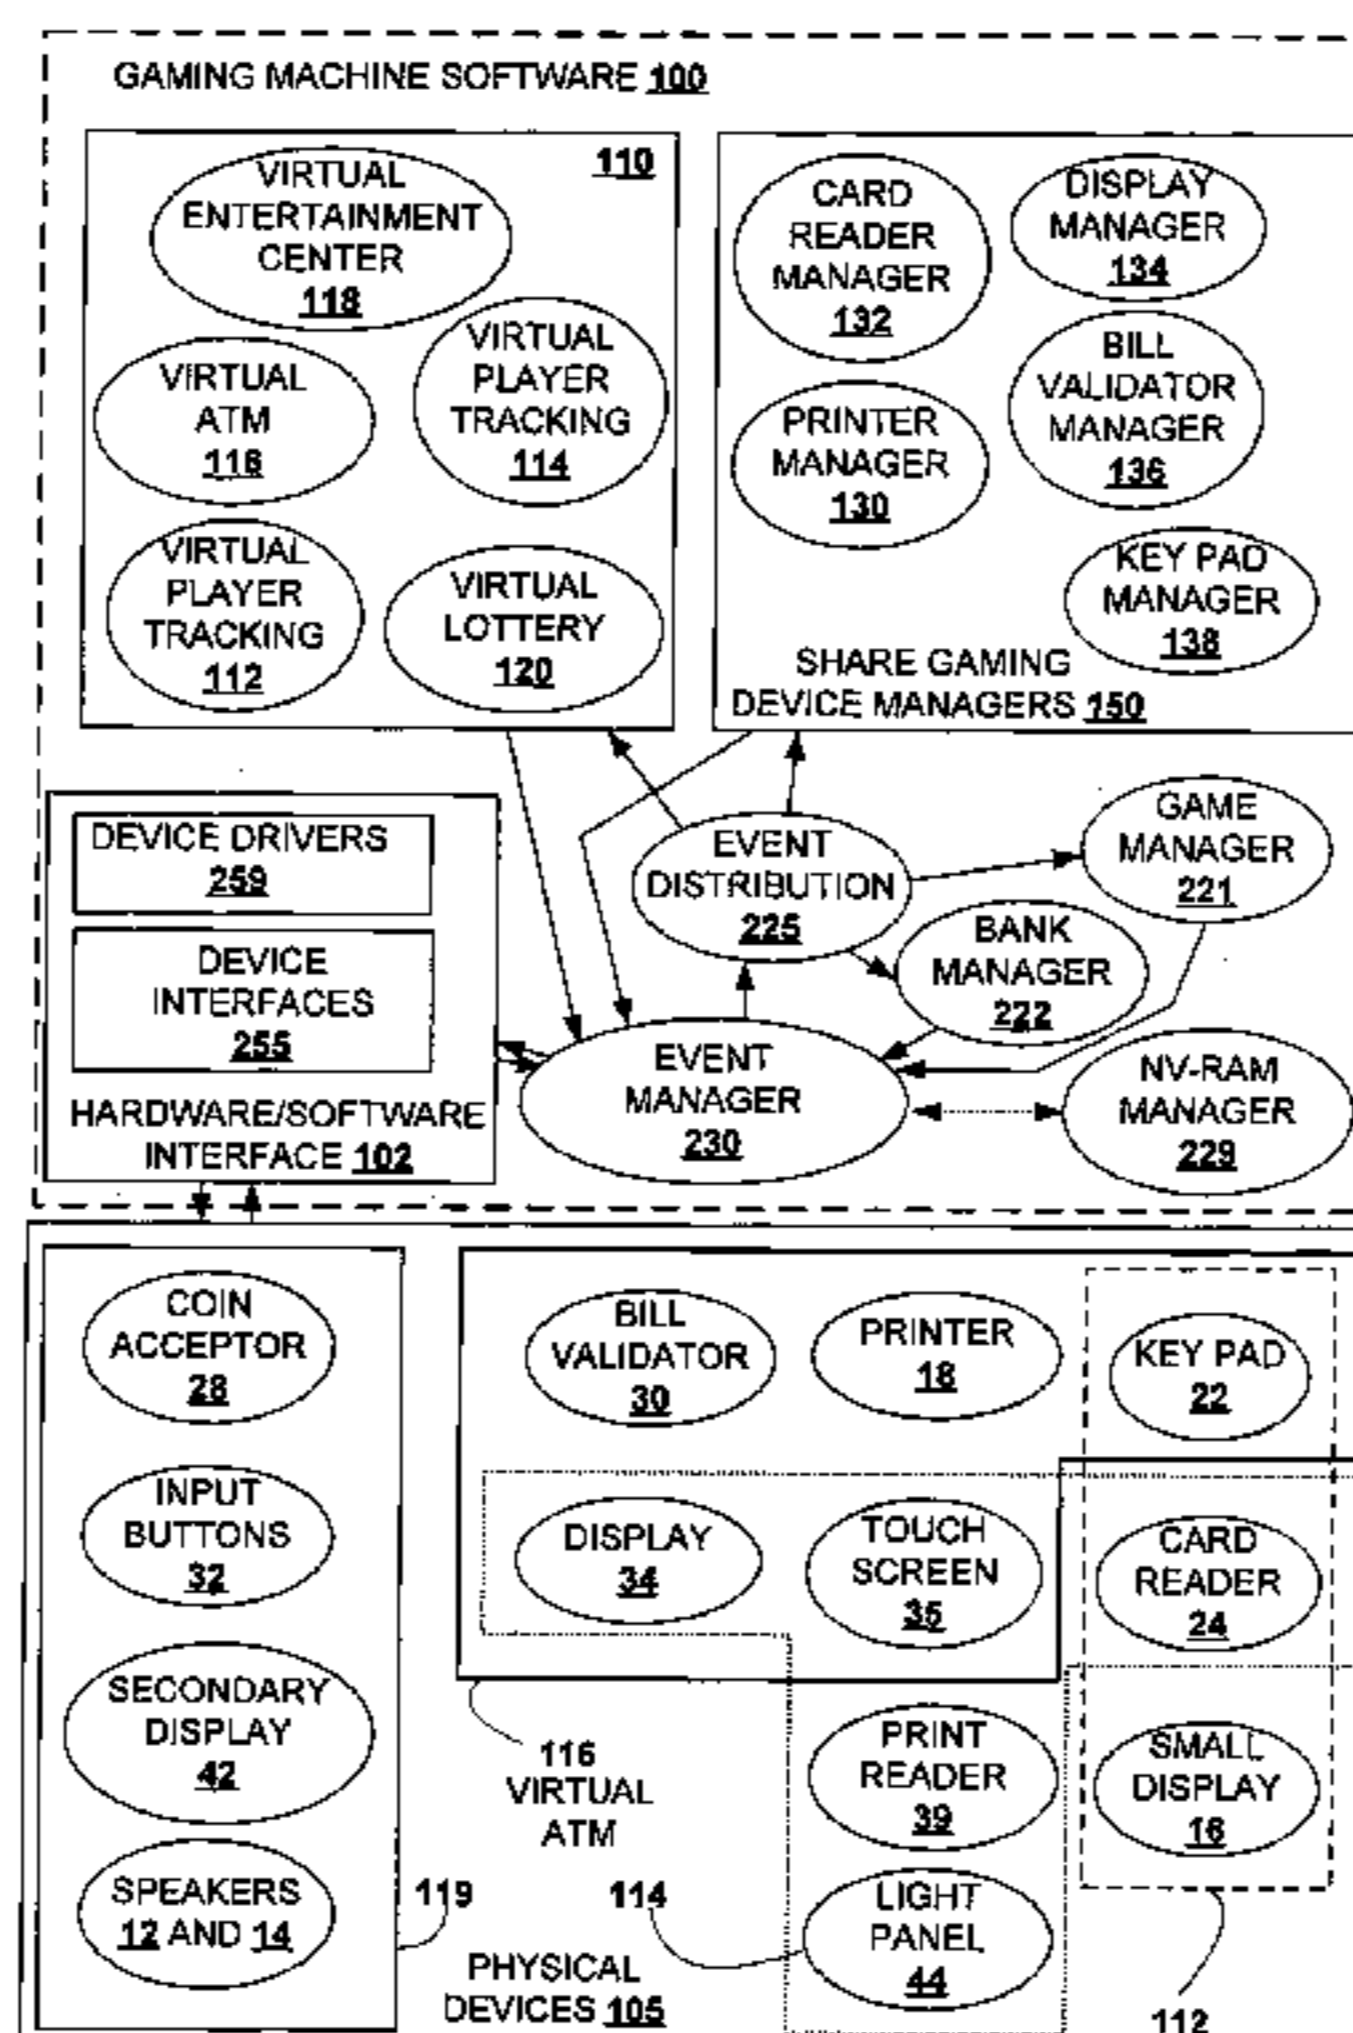 GAMING MACHINE SOFTWARE 100
110
VIRTUAL
ENTERTAINMENT
CENTER
118
VIRTUAL
PLAYER
TRACKING
114
VIRTUAL
ATM
116
VIRTUAL
PLAYER
TRACKING
112
VIRTUAL
LOTTERY
120
CARD
READER
MANAGER
132
DISPLAY
MANAGER
134
BILL
VALIDATOR
MANAGER
136
PRINTER
MANAGER
130
KEY PAD
MANAGER
138
SHARE GAMING
DEVICE MANAGERS 150
DEVICE DRIVERS
259
DEVICE
INTERFACES
255
HARDWARE/SOFTWARE
INTERFACE 102
EVENT
DISTRIBUTION
225
GAME
MANAGER
221
BANK
MANAGER
222
EVENT
MANAGER
230
NV-RAM
MANAGER
229
COIN
ACCEPTOR
28
INPUT
BUTTONS
32
SECONDARY
DISPLAY
42
SPEAKERS
12 AND 14
119
BILL
VALIDATOR
30
PRINTER
18
KEY PAD
22
DISPLAY
34
TOUCH
SCREEN
35
CARD
READER
24
116
VIRTUAL
ATM
PRINT
READER
39
SMALL
DISPLAY
16
114
LIGHT
PANEL
44
PHYSICAL
DEVICES 105
112